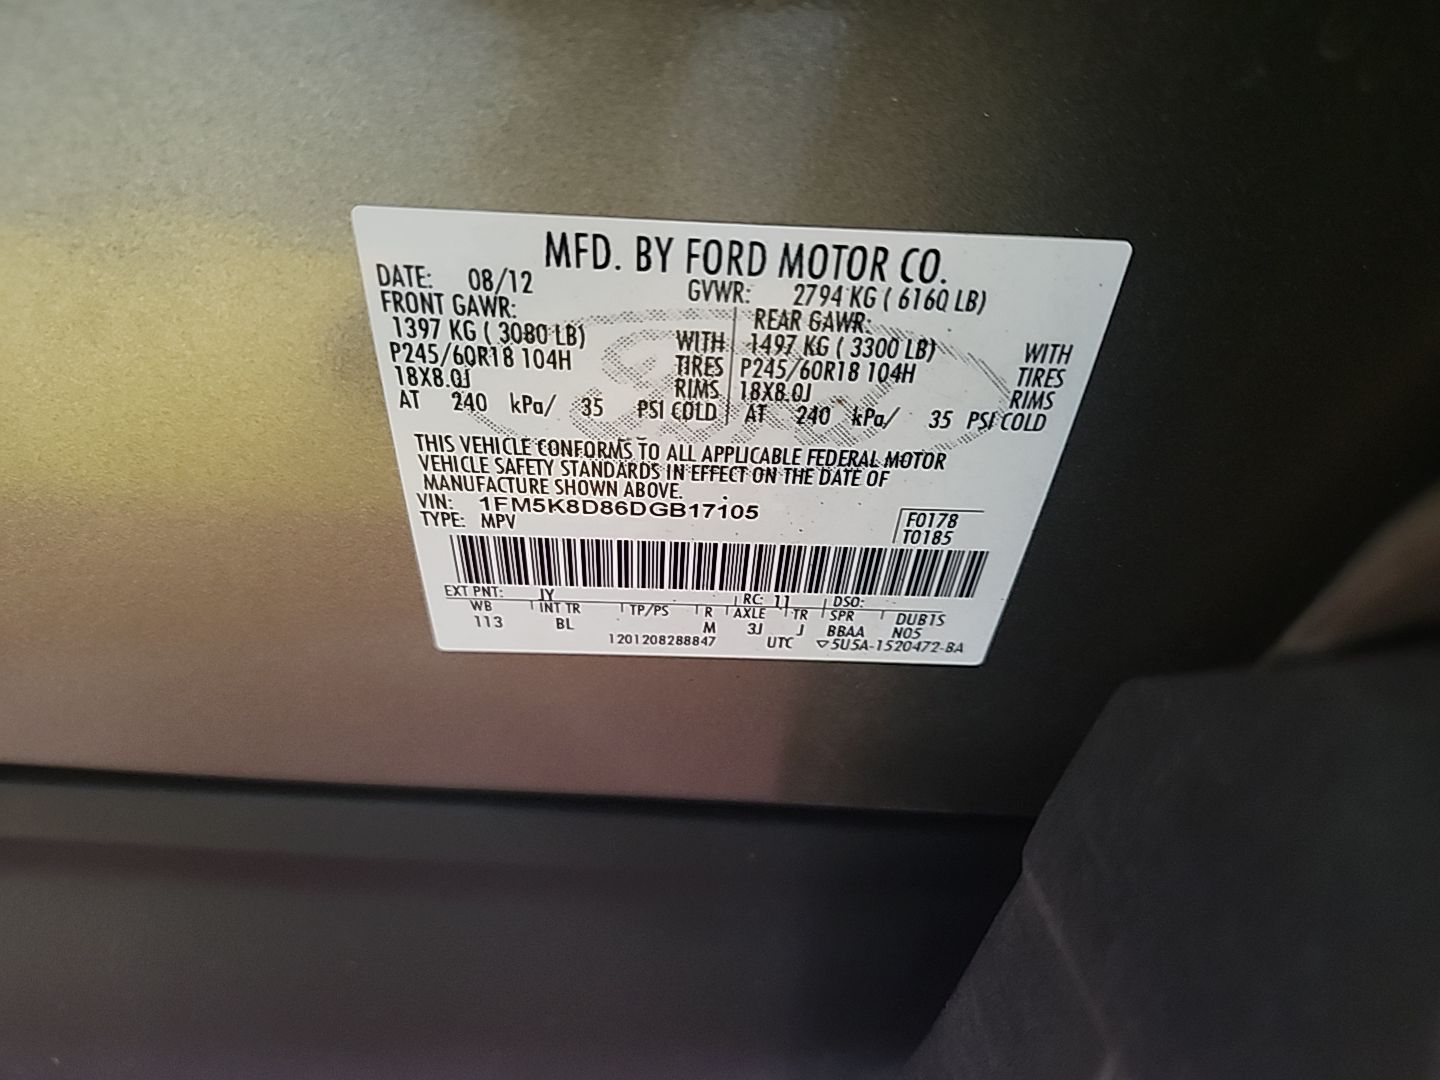 MFD. BY FORD MOTOR CO.
DATE: 08/12 GVWR: 2794 KG ( 6160 LB)
FRONT GAWR: REAR GAWR:
1397 KG ( 3080 LB) WITH 1497 KG ( 3300 LB) WITH
P245/60R18 104H TIRES P245/60R18 104H TIRES
18X8.0J RIMS 18X8.0J RIMS
AT 240 kPa/ 35 PSI COLD AT 240 kPa/ 35 PSI COLD
THIS VEHICLE CONFORMS TO ALL APPLICABLE FEDERAL MOTOR
VEHICLE SAFETY STANDARDS IN EFFECT ON THE DATE OF
MANUFACTURE SHOWN ABOVE.
VIN: 1FM5K8D86DGB17105 F0178
TYPE: MPV T0185
EXT PNT: JY RC: 11 DSO:
WB INT TR TP/PS R AXLE TR SPR DUB1S
113 BL M 3J J BBAA N05
1201208288847 UTC ▽5U5A-1520472-BA